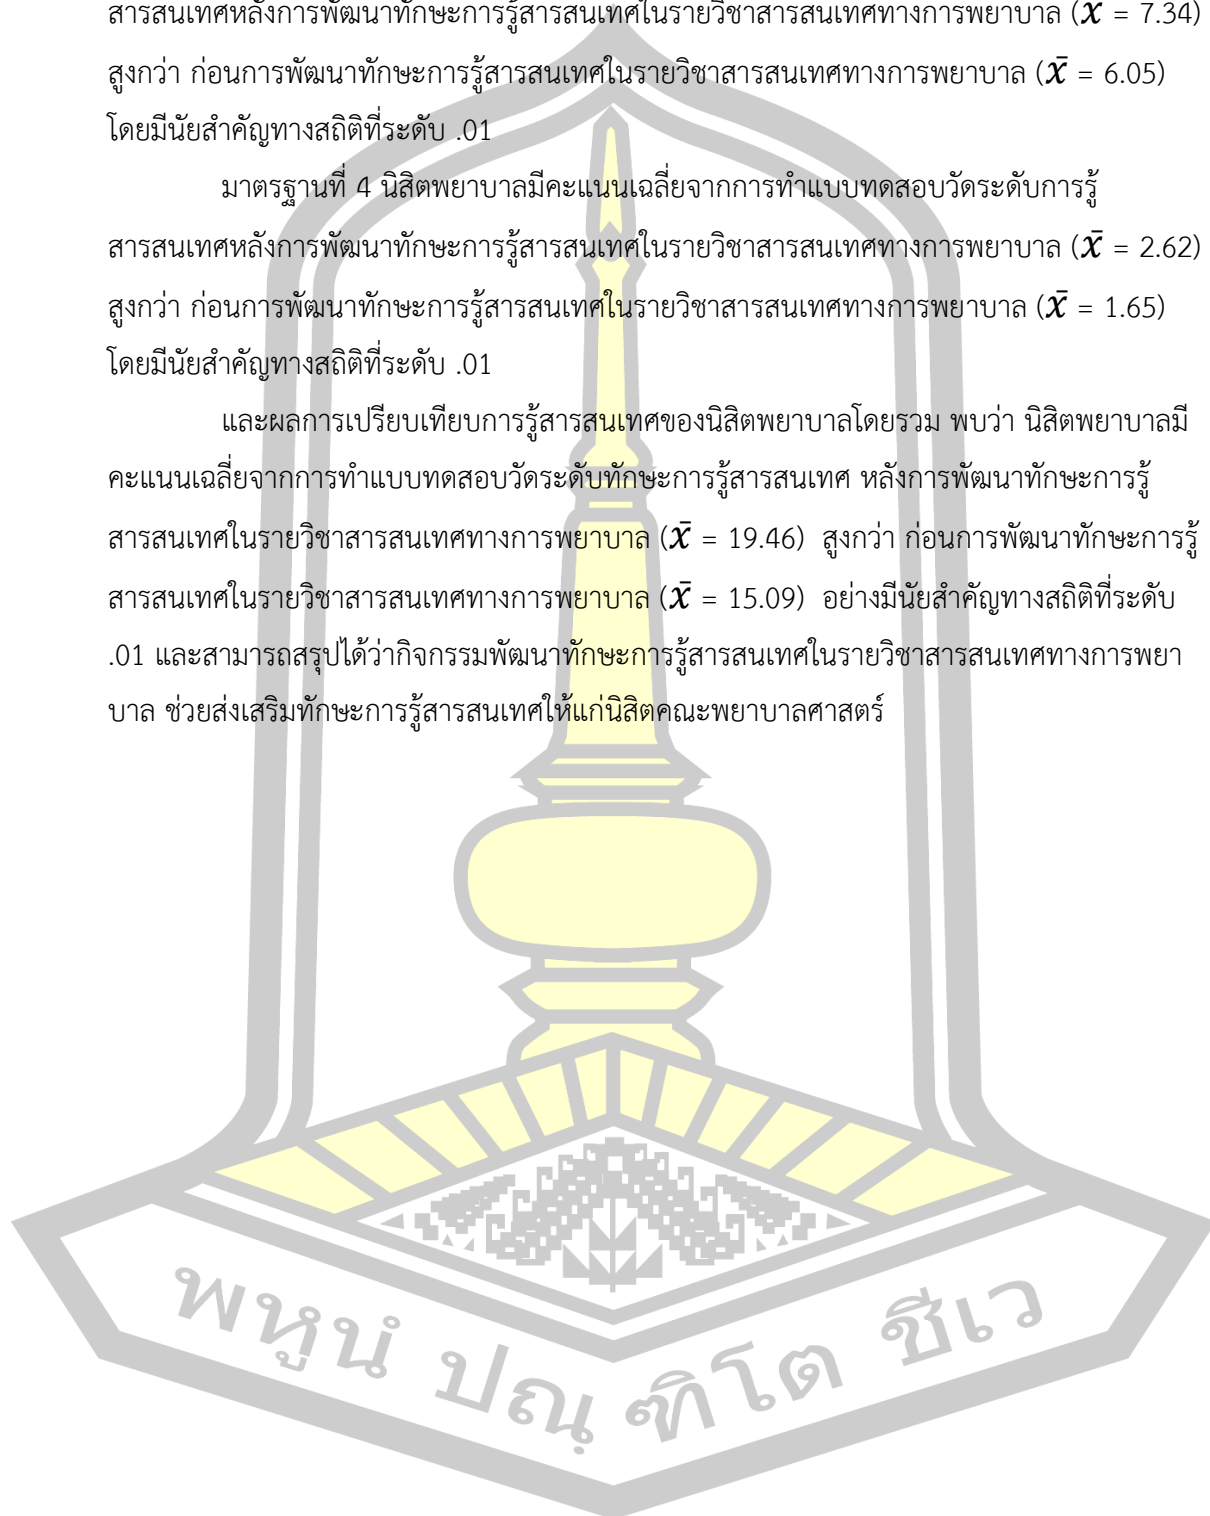 สารสนเทศหลังการพัฒนาทักษะการรู้สารสนเทศในรายวิชาสารสนเทศทางการพยาบาล (x̄ = 7.34)
สูงกว่า ก่อนการพัฒนาทักษะการรู้สารสนเทศในรายวิชาสารสนเทศทางการพยาบาล (x̄ = 6.05)
โดยมีนัยสำคัญทางสถิติที่ระดับ .01
มาตรฐานที่ 4 นิสิตพยาบาลมีคะแนนเฉลี่ยจากการทำแบบทดสอบวัดระดับการรู้
สารสนเทศหลังการพัฒนาทักษะการรู้สารสนเทศในรายวิชาสารสนเทศทางการพยาบาล (x̄ = 2.62)
สูงกว่า ก่อนการพัฒนาทักษะการรู้สารสนเทศในรายวิชาสารสนเทศทางการพยาบาล (x̄ = 1.65)
โดยมีนัยสำคัญทางสถิติที่ระดับ .01
และผลการเปรียบเทียบการรู้สารสนเทศของนิสิตพยาบาลโดยรวม พบว่า นิสิตพยาบาลมี
คะแนนเฉลี่ยจากการทำแบบทดสอบวัดระดับทักษะการรู้สารสนเทศ หลังการพัฒนาทักษะการรู้
สารสนเทศในรายวิชาสารสนเทศทางการพยาบาล (x̄ = 19.46) สูงกว่า ก่อนการพัฒนาทักษะการรู้
สารสนเทศในรายวิชาสารสนเทศทางการพยาบาล (x̄ = 15.09) อย่างมีนัยสำคัญทางสถิติที่ระดับ
.01 และสามารถสรุปได้ว่ากิจกรรมพัฒนาทักษะการรู้สารสนเทศในรายวิชาสารสนเทศทางการพยา
บาล ช่วยส่งเสริมทักษะการรู้สารสนเทศให้แก่นิสิตคณะพยาบาลศาสตร์
พหูนํ ปณฺฑิโต ชีเว